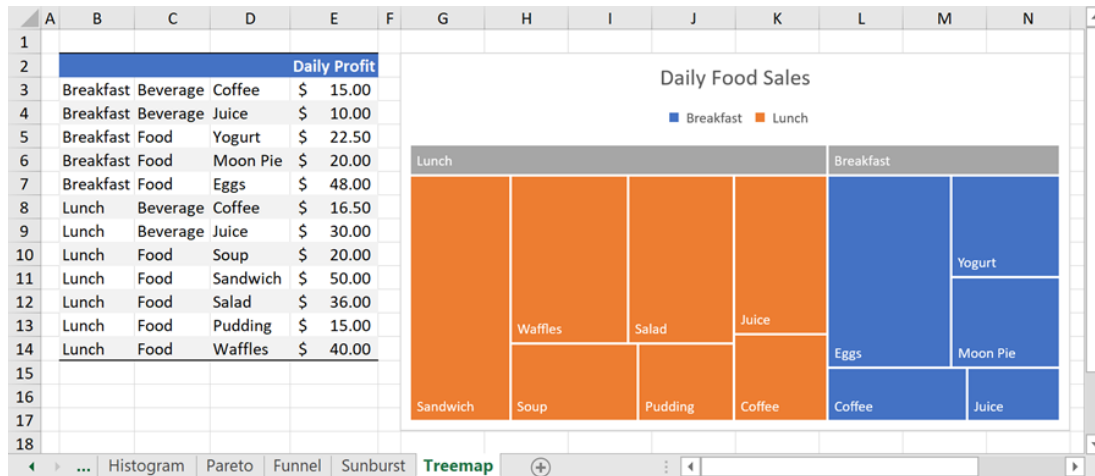 A B C D E F G H I J K L M N
1
2 Daily Profit
3 Breakfast Beverage Coffee $ 15.00
4 Breakfast Beverage Juice $ 10.00
5 Breakfast Food Yogurt $ 22.50
6 Breakfast Food Moon Pie $ 20.00
7 Breakfast Food Eggs $ 48.00
8 Lunch Beverage Coffee $ 16.50
9 Lunch Beverage Juice $ 30.00
10 Lunch Food Soup $ 20.00
11 Lunch Food Sandwich $ 50.00
12 Lunch Food Salad $ 36.00
13 Lunch Food Pudding $ 15.00
14 Lunch Food Waffles $ 40.00
15
16
17
18
Daily Food Sales
Breakfast Lunch
Lunch Breakfast
Yogurt
Waffles Salad Juice
Eggs Moon Pie
Sandwich Soup Pudding Coffee Coffee Juice
... Histogram Pareto Funnel Sunburst Treemap